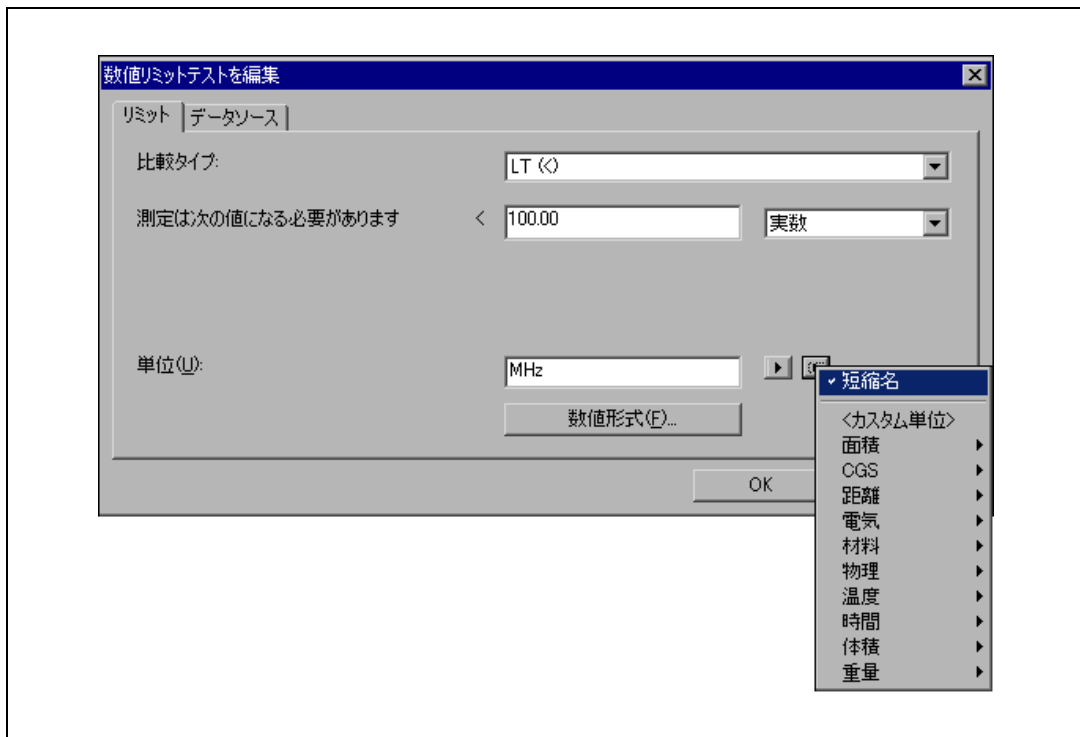 数値リミットテストを編集
リミット データソース
比較タイプ: LT (<)
測定は次の値になる必要があります < 100.00 実数
単位(U): MHz
数値形式(F)...
OK
短縮名
<カスタム単位>
面積
CGS
距離
電気
材料
物理
温度
時間
体積
重量